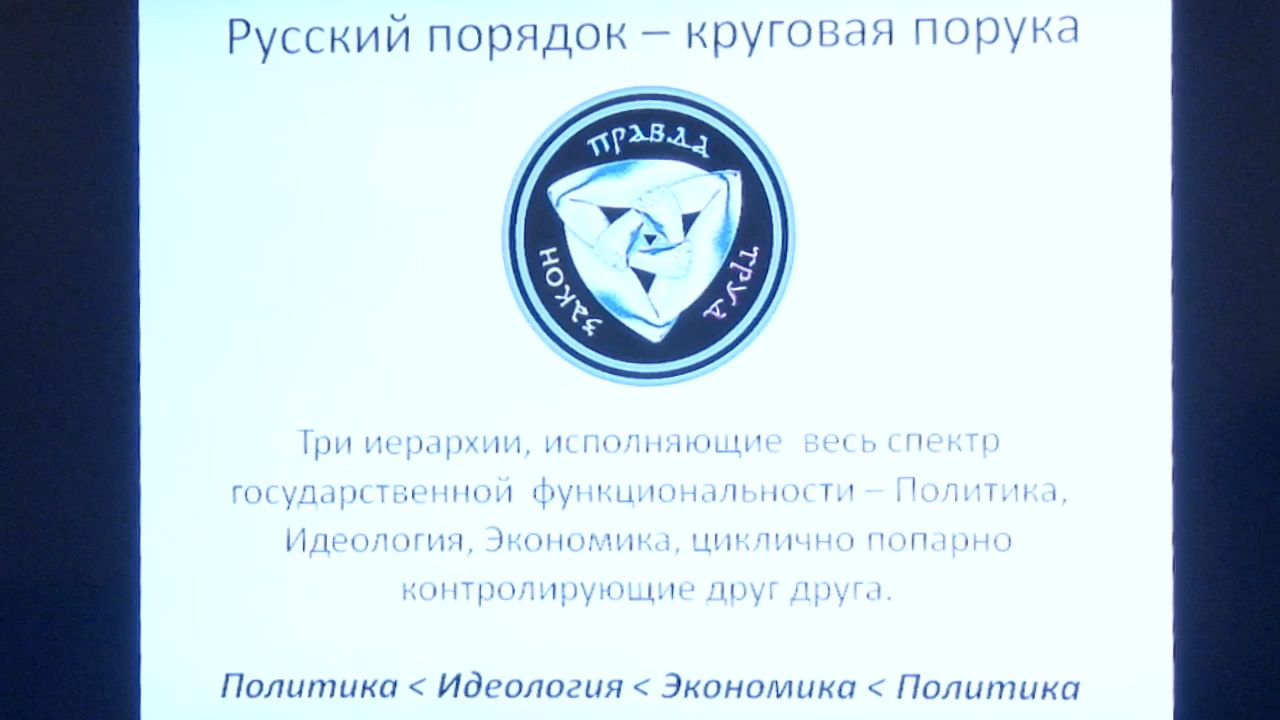 Русский порядок – круговая порука
правда
закон
труд
Три иерархии, исполняющие весь спектр
государственной функциональности – Политика,
Идеология, Экономика, циклично попарно
контролирующие друг друга.
Политика < Идеология < Экономика < Политика